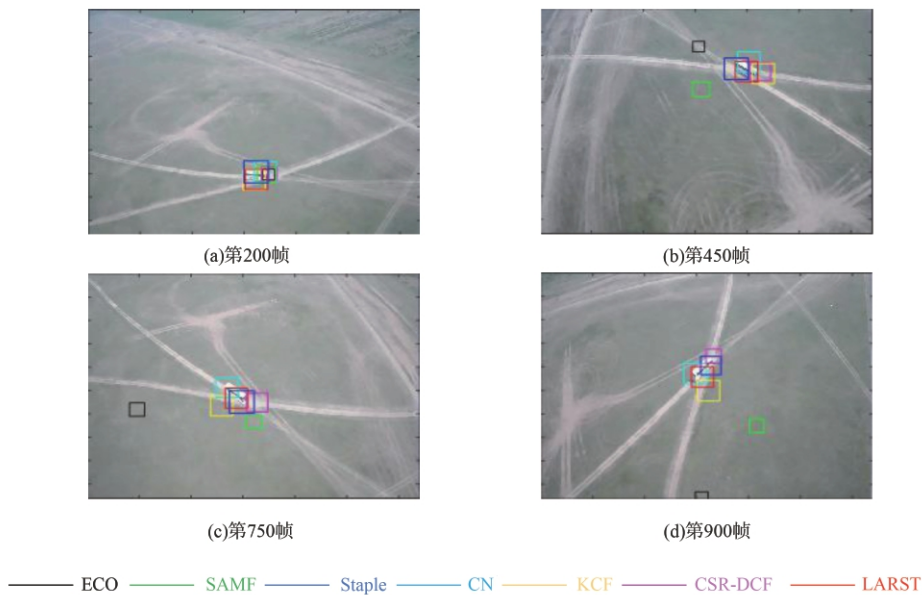 (a)第200帧
(b)第450帧
(c)第750帧
(d)第900帧
ECO SAMF Staple CN KCF CSR-DCF LARST